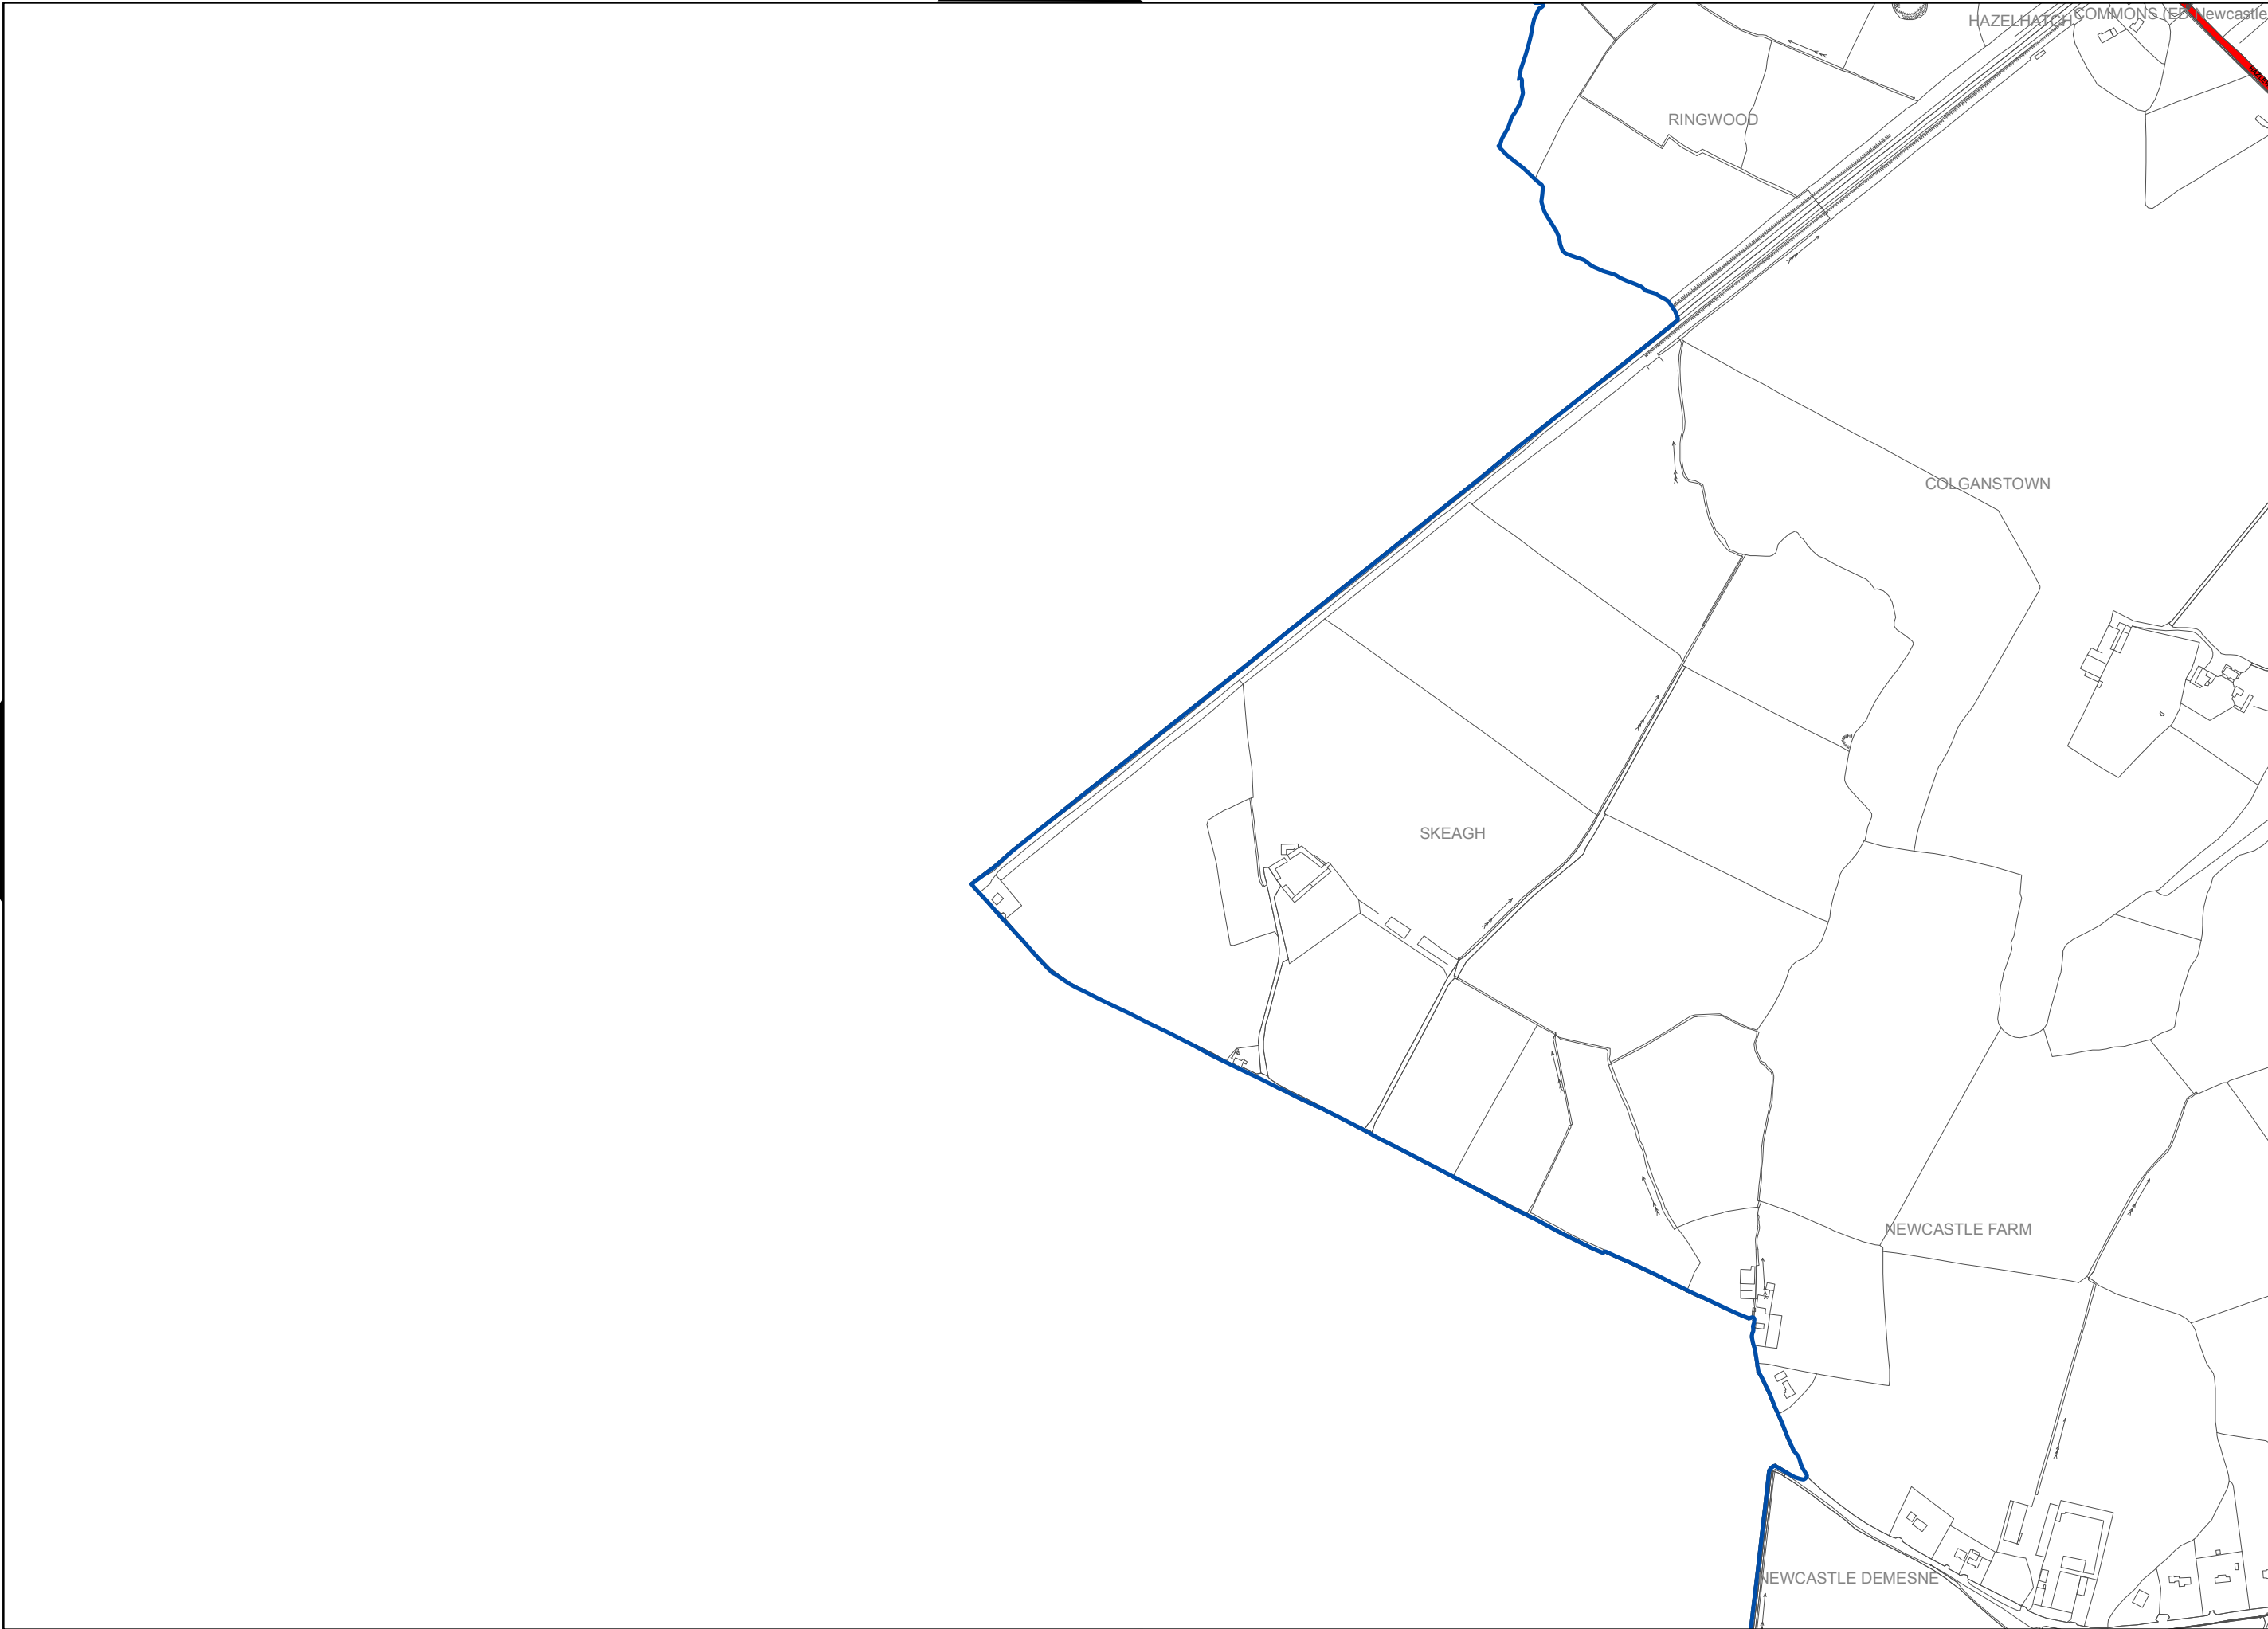 HAZELHATCH
COMMONS (ED Newcastle
RINGWOOD
COLGANSTOWN
SKEAGH
NEWCASTLE FARM
NEWCASTLE DEMESNE